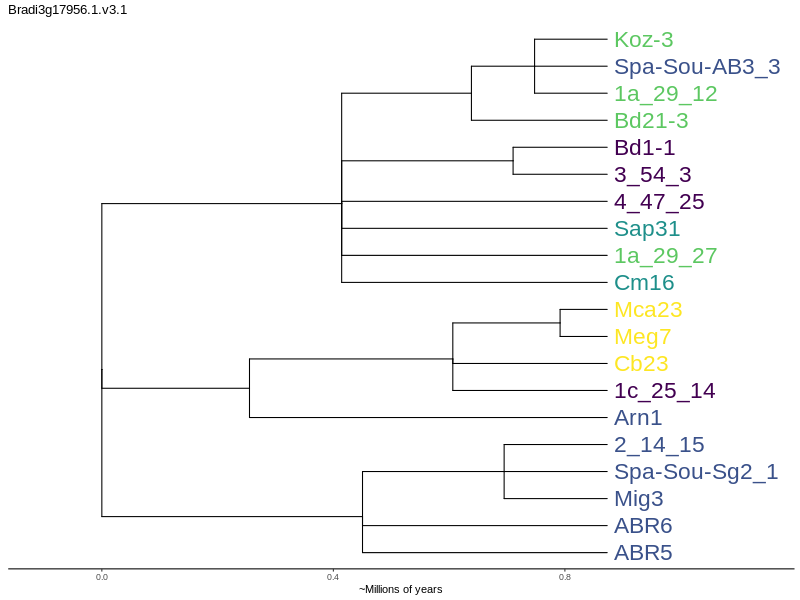 Bradi3g17956.1.v3.1
Koz-3
Spa-Sou-AB3_3
1a_29_12
Bd21-3
Bd1-1
3_54_3
4_47_25
Sap31
1a_29_27
Cm16
Mca23
Meg7
Cb23
1c_25_14
Arn1
2_14_15
Spa-Sou-Sg2_1
Mig3
ABR6
ABR5
0.0 0.4 0.8
~Millions of years